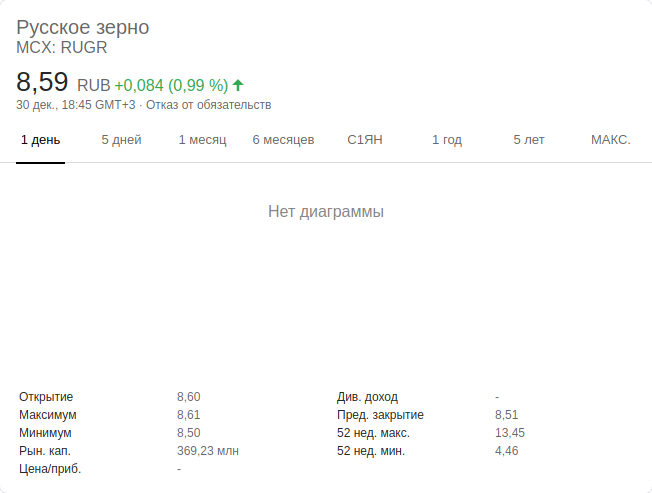 Русское зерно
MCX: RUGR
8,59 RUB +0,084 (0,99 %)
30 дек., 18:45 GMT+3 · Отказ от обязательств
1 день 5 дней 1 месяц 6 месяцев С1ЯН 1 год 5 лет МАКС.
Нет диаграммы
Открытие 8,60 Див. доход -
Максимум 8,61 Пред. закрытие 8,51
Минимум 8,50 52 нед. макс. 13,45
Рын. кап. 369,23 млн 52 нед. мин. 4,46
Цена/приб. -